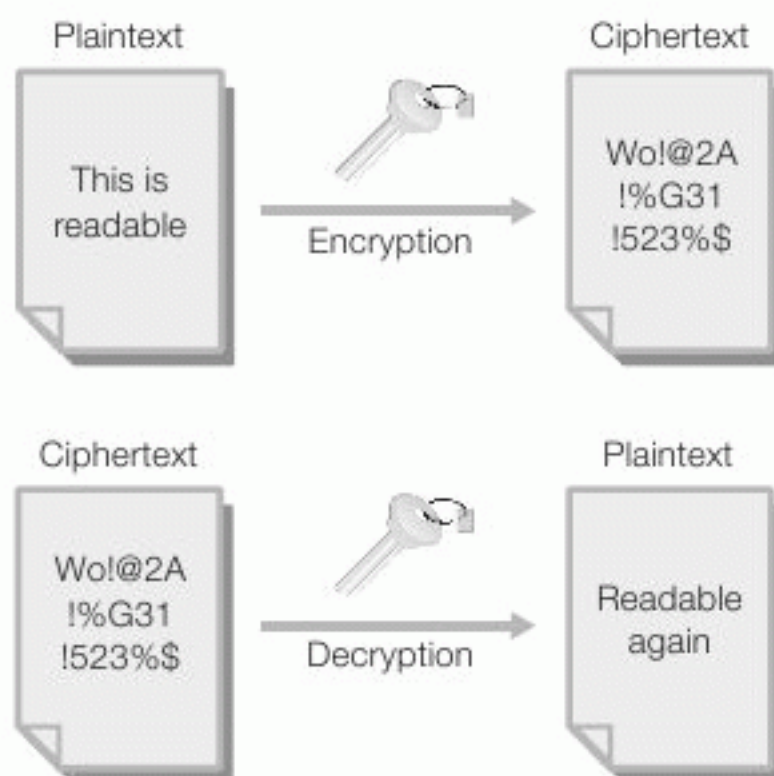 Plaintext
Ciphertext
This is
readable
Encryption
Wo!@2A
!%G31
!523%$
Ciphertext
Plaintext
Wo!@2A
!%G31
!523%$
Decryption
Readable
again